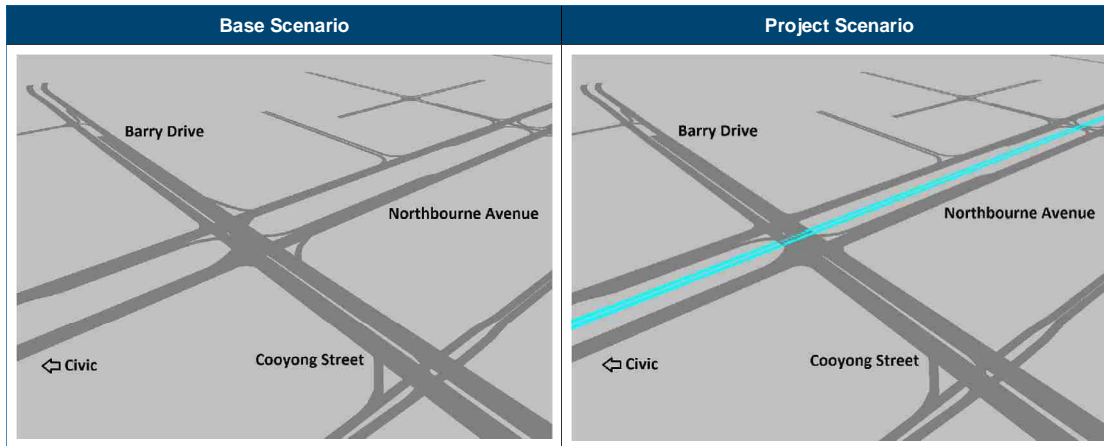 Base Scenario
Project Scenario
Barry Drive
Northbourne Avenue
Cooyong Street
Civic
Barry Drive
Northbourne Avenue
Cooyong Street
Civic